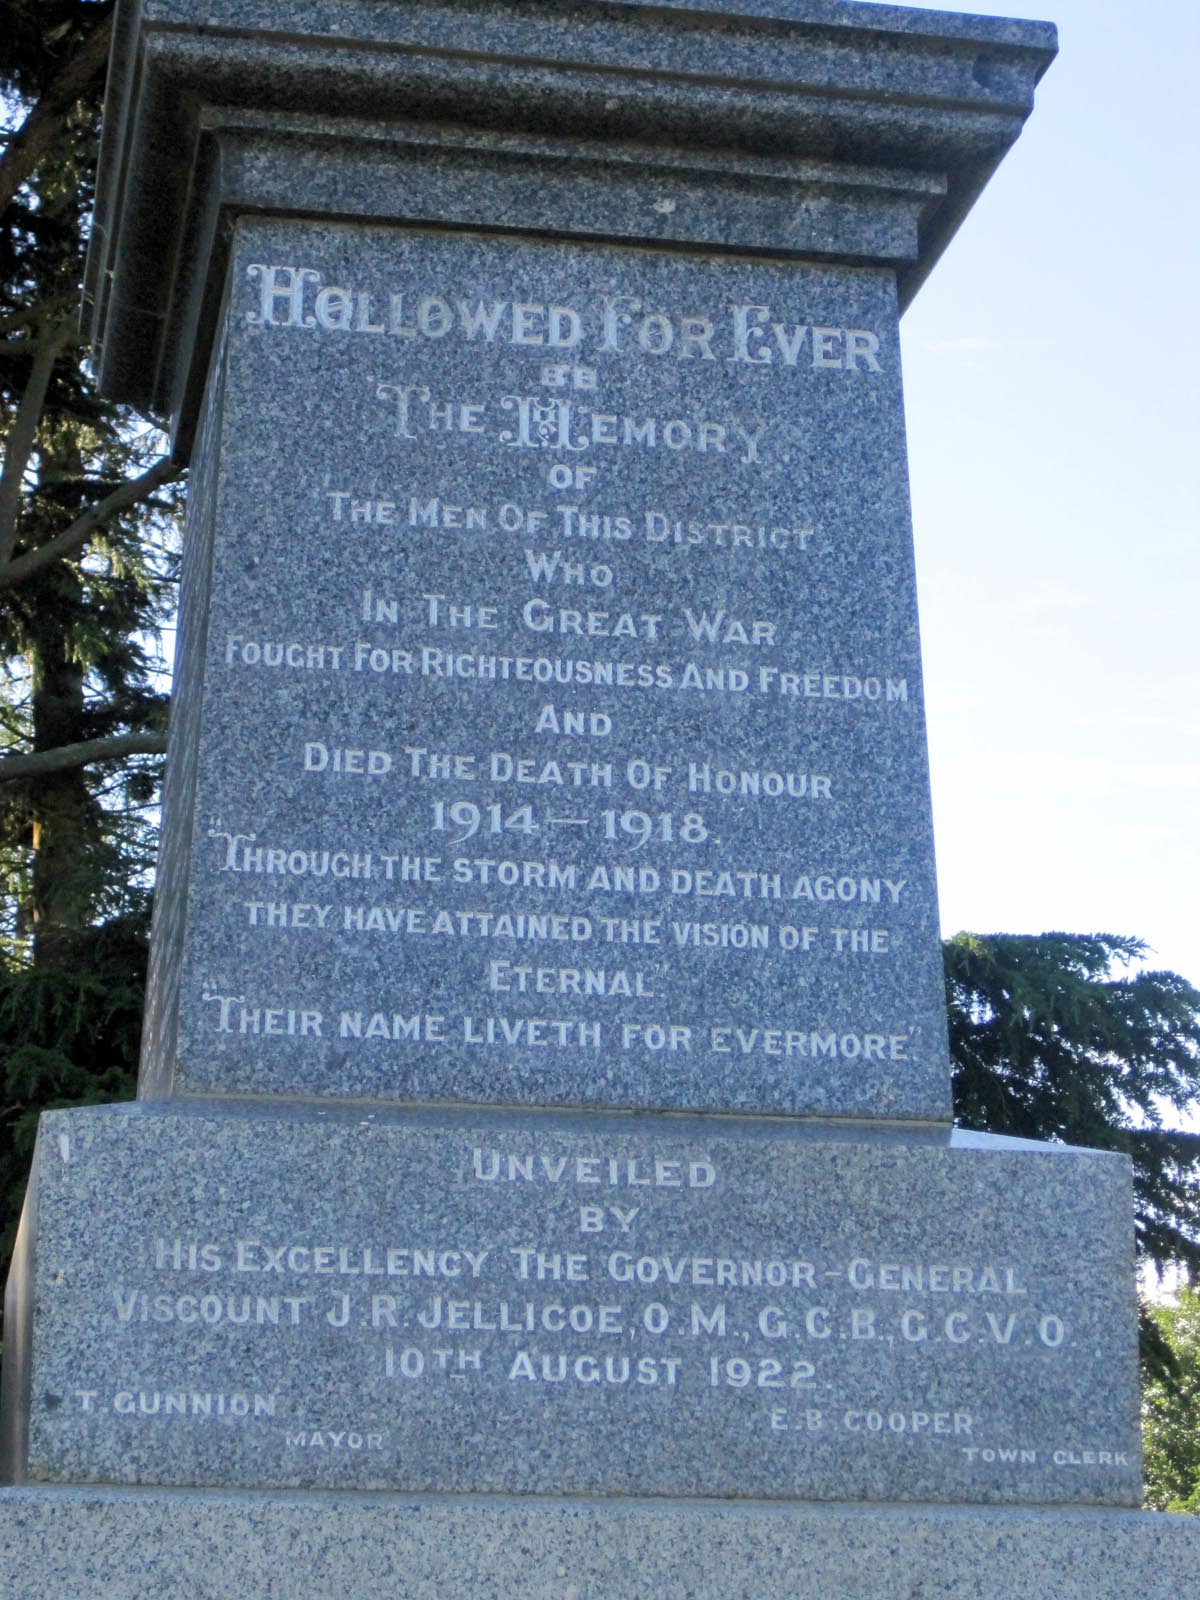 HOLLOWED FOR EVER
BE
THE MEMORY
OF
THE MEN OF THIS DISTRICT
WHO
IN THE GREAT WAR
FOUGHT FOR RIGHTEOUSNESS AND FREEDOM
AND
DIED THE DEATH OF HONOUR
1914 – 1918.
"THROUGH THE STORM AND DEATH AGONY
THEY HAVE ATTAINED THE VISION OF THE
ETERNAL".
"THEIR NAME LIVETH FOR EVERMORE".
UNVEILED
BY
HIS EXCELLENCY THE GOVERNOR-GENERAL
VISCOUNT J.R. JELLICOE, O.M., G.C.B., G.C.V.O.
10TH AUGUST 1922.
T. GUNNION E.B. COOPER.
MAYOR TOWN CLERK